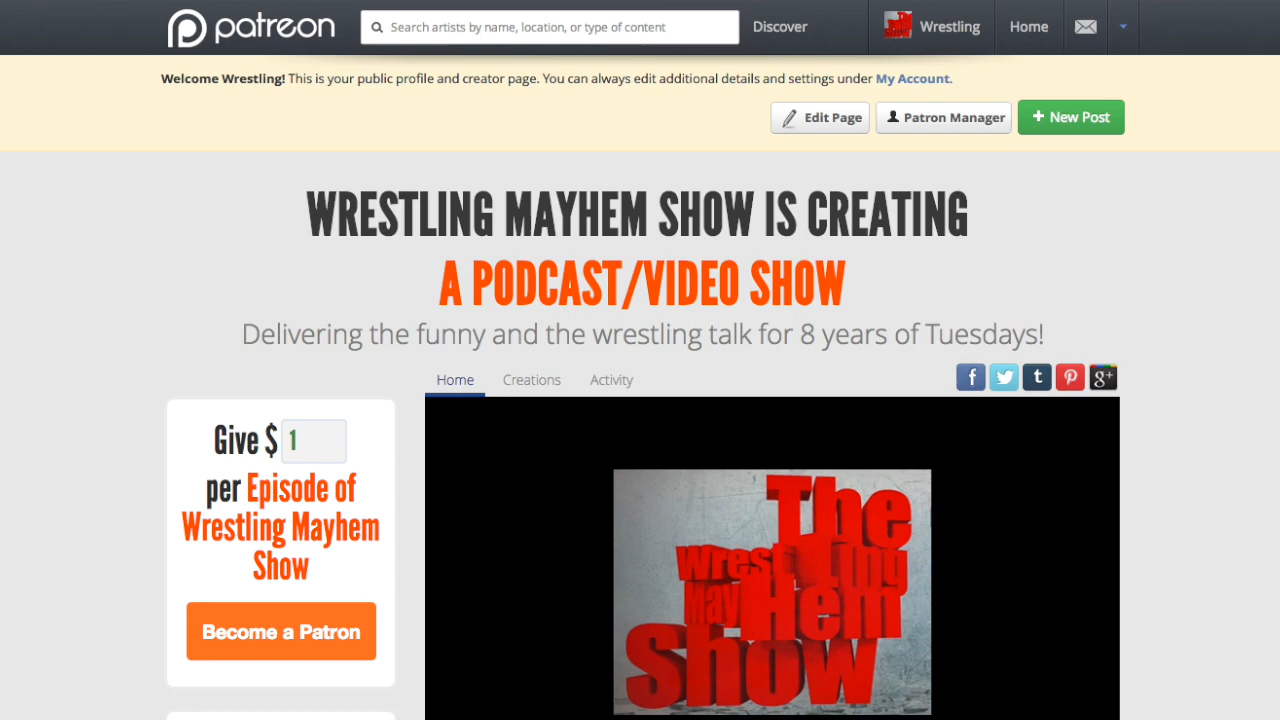 patreon
Search artists by name, location, or type of content
Discover
Wrestling
Home
Welcome Wrestling! This is your public profile and creator page. You can always edit additional details and settings under My Account.
Edit Page
Patron Manager
+ New Post
WRESTLING MAYHEM SHOW IS CREATING
A PODCAST/VIDEO SHOW
Delivering the funny and the wrestling talk for 8 years of Tuesdays!
Home
Creations
Activity
f
t
g+
Give $ 1
per Episode of
Wrestling Mayhem
Show
Become a Patron
The
Wrestling
MayHem
Show